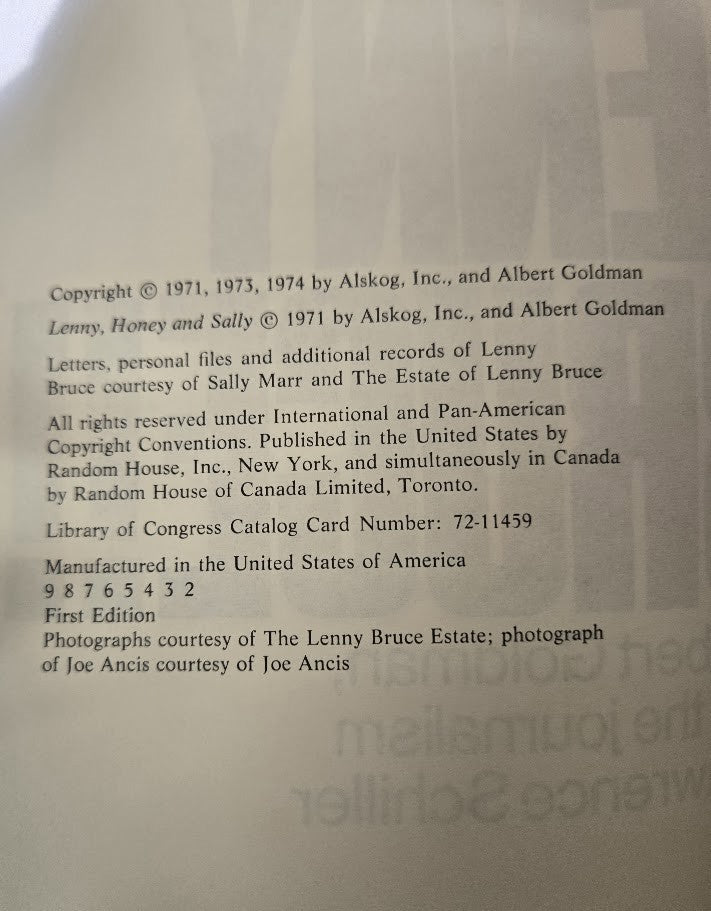 Copyright © 1971, 1973, 1974 by Alskog, Inc., and Albert Goldman
Lenny, Honey and Sally © 1971 by Alskog, Inc., and Albert Goldman
Letters, personal files and additional records of Lenny
Bruce courtesy of Sally Marr and The Estate of Lenny Bruce
All rights reserved under International and Pan-American
Copyright Conventions. Published in the United States by
Random House, Inc., New York, and simultaneously in Canada
by Random House of Canada Limited, Toronto.
Library of Congress Catalog Card Number: 72-11459
Manufactured in the United States of America
9 8 7 6 5 4 3 2
First Edition
Photographs courtesy of The Lenny Bruce Estate; photograph
of Joe Ancis courtesy of Joe Ancis